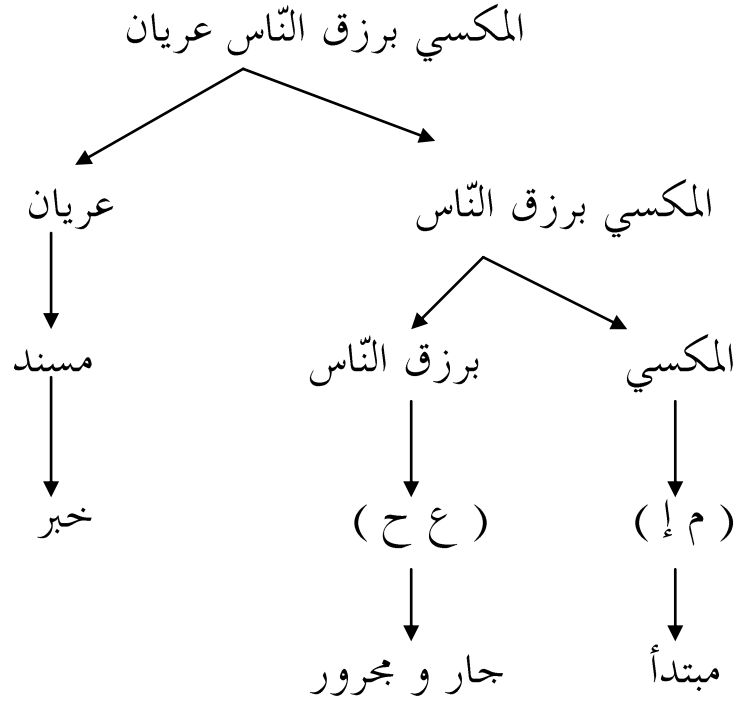 المكسي برزق النّاس عريان
المكسي برزق النّاس عريان
المكسي برزق النّاس مسند
( م إ ) ( ع ح ) خبر
مبتدأ جار و مجرور